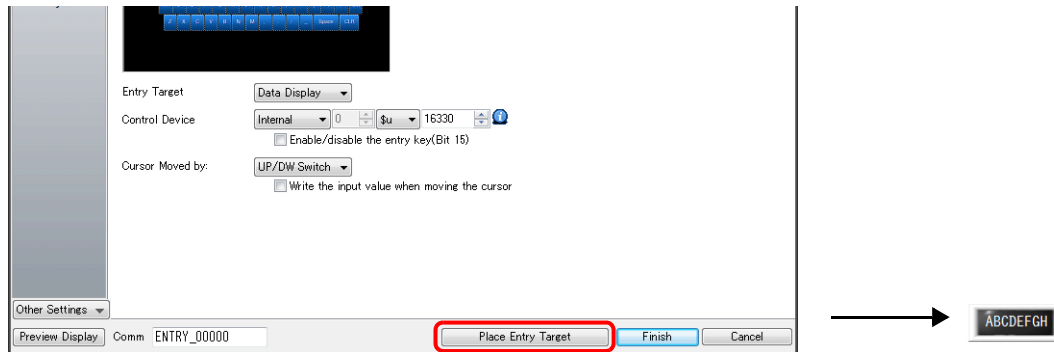 Z X C V B N M , . - _ Space CLR
Entry Target Data Display
Control Device Internal 0 $u 16330
Enable/disable the entry key(Bit 15)
Cursor Moved by: UP/DW Switch
Write the input value when moving the cursor
Other Settings
Preview Display Comm ENTRY_00000 Place Entry Target Finish Cancel
ABCDEFGH